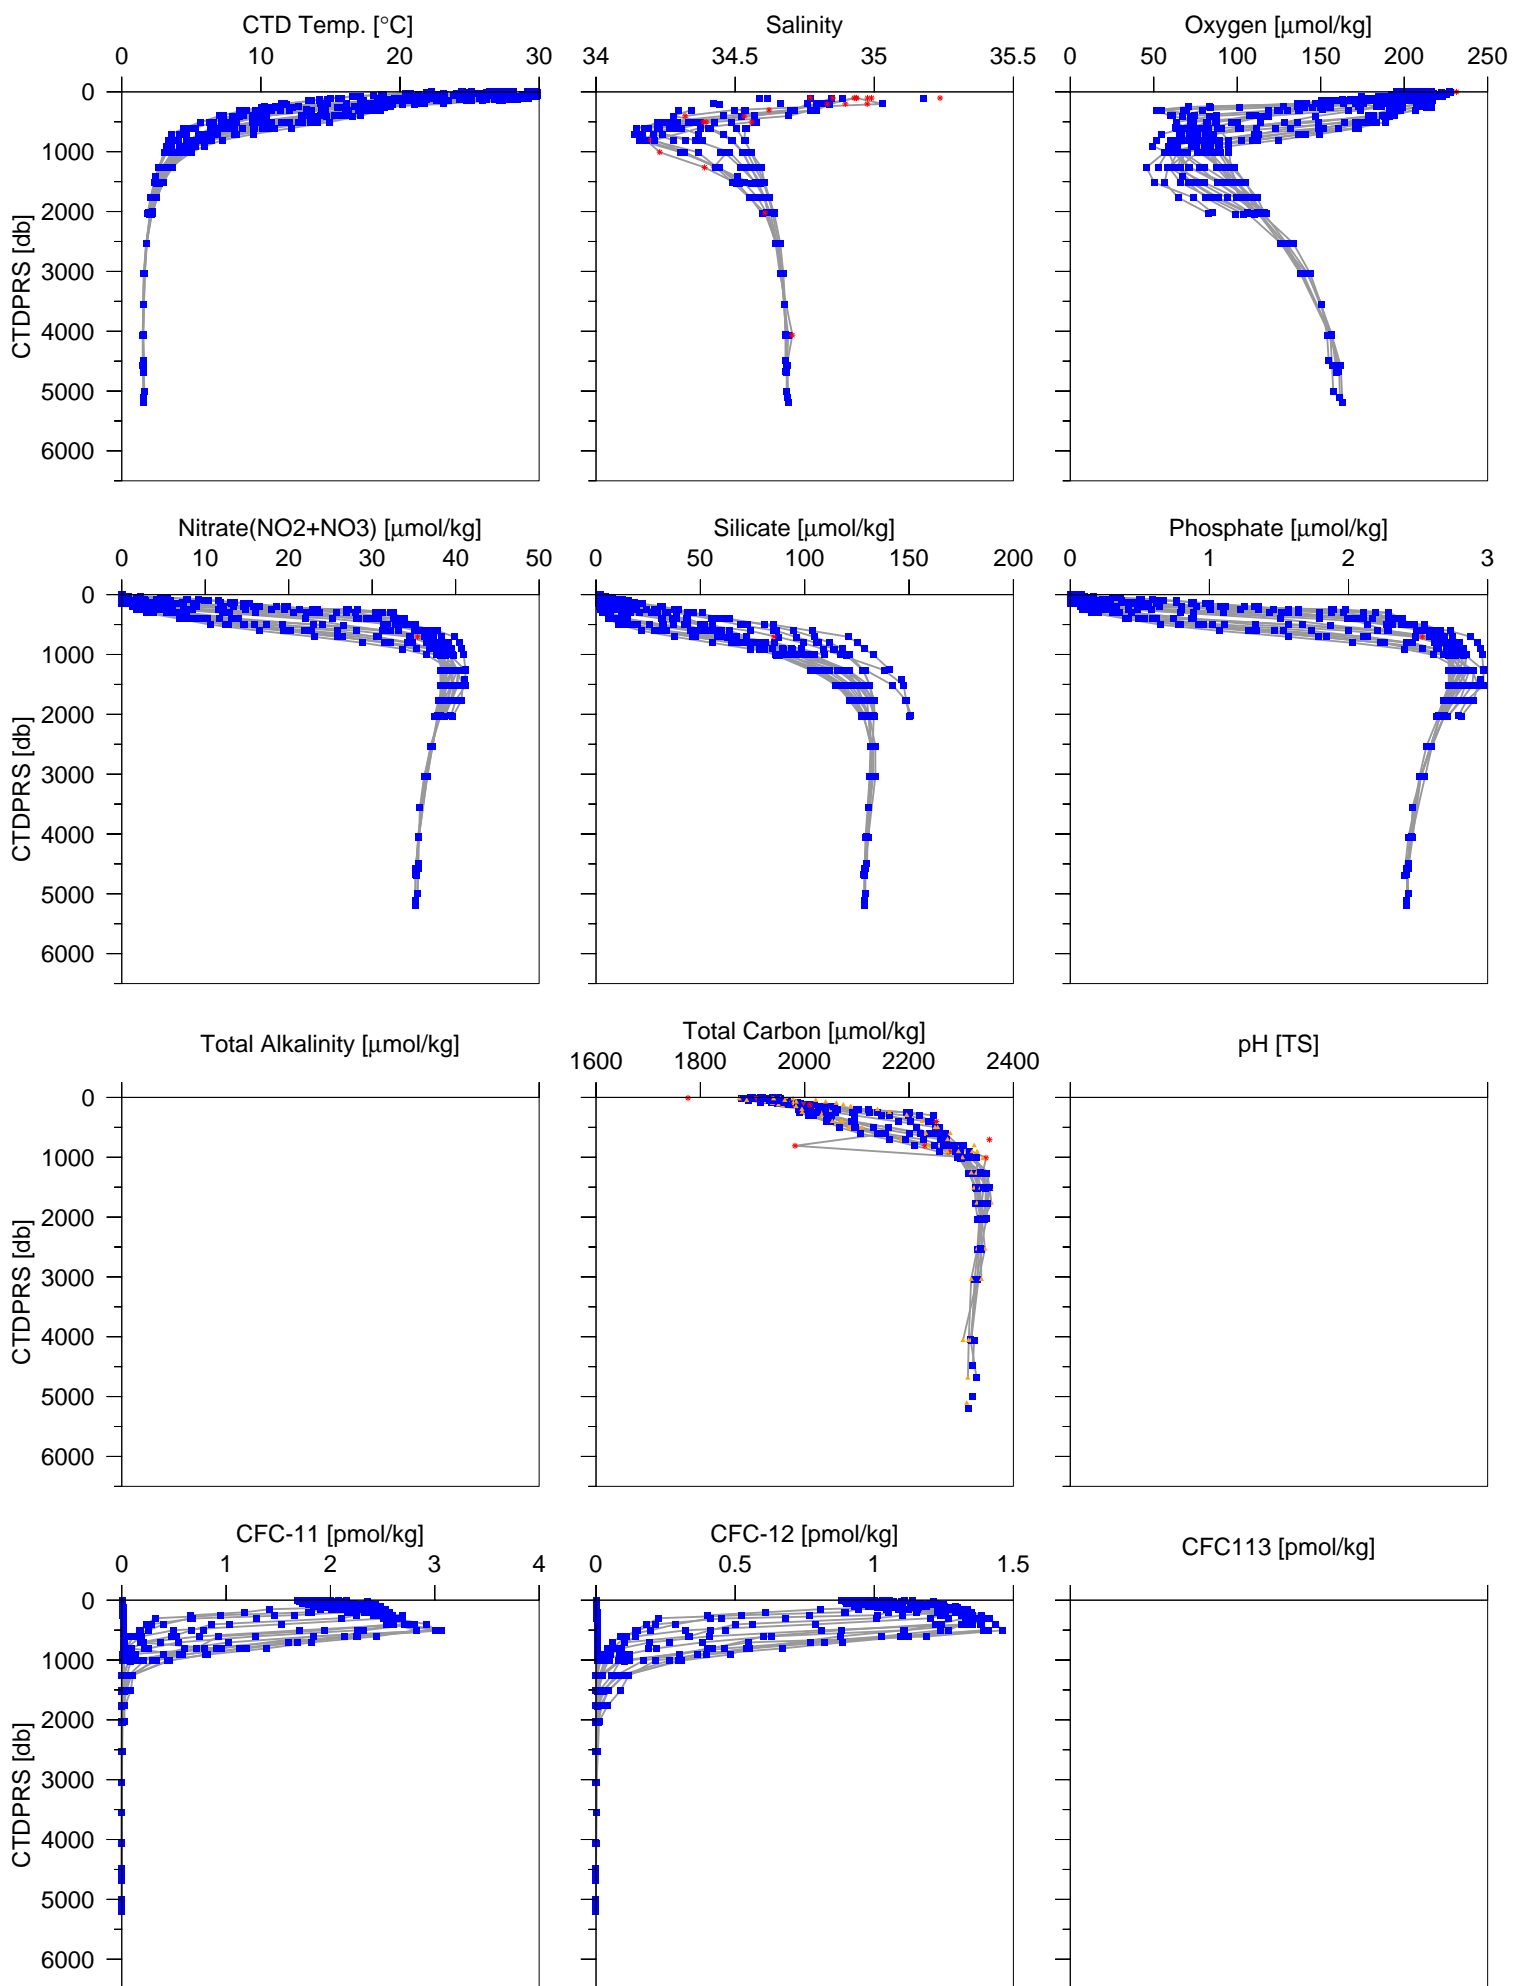 CTD Temp. [°C] Salinity Oxygen [μmol/kg]
0 10 20 30 34 34.5 35 35.5 0 50 100 150 200 250
0
1000
2000
3000
4000
5000
6000
CTDPRS [db]
Nitrate(NO2+NO3) [μmol/kg] Silicate [μmol/kg] Phosphate [μmol/kg]
0 10 20 30 40 50 0 50 100 150 200 0 1 2 3
0
1000
2000
3000
4000
5000
6000
CTDPRS [db]
Total Alkalinity [μmol/kg] Total Carbon [μmol/kg] pH [TS]
1600 1800 2000 2200 2400
0
1000
2000
3000
4000
5000
6000
CTDPRS [db]
CFC-11 [pmol/kg] CFC-12 [pmol/kg] CFC113 [pmol/kg]
0 1 2 3 4 0 0.5 1 1.5
0
1000
2000
3000
4000
5000
6000
CTDPRS [db]